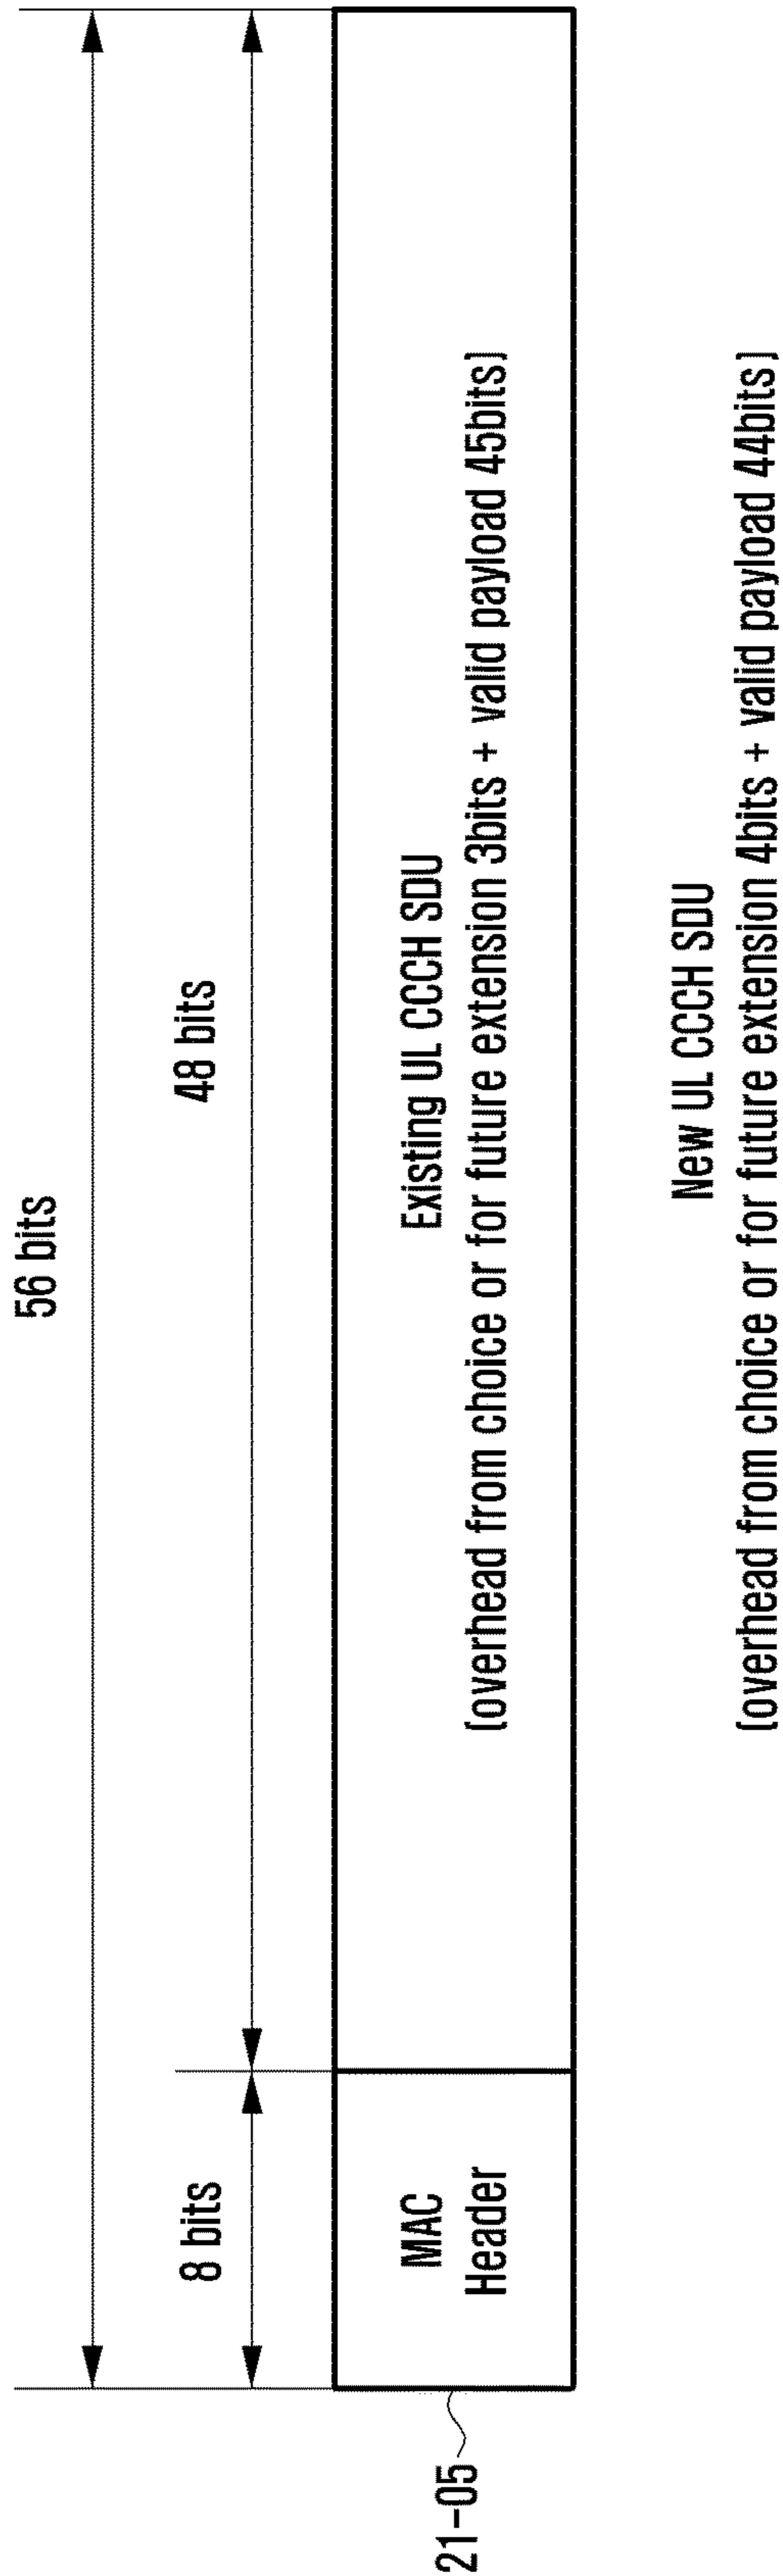 56 bits
8 bits
48 bits
21-05
MAC
Header
Existing UL CCCH SDU
(overhead from choice or for future extension 3bits + valid payload 45bits)
New UL CCCH SDU
(overhead from choice or for future extension 4bits + valid payload 44bits)